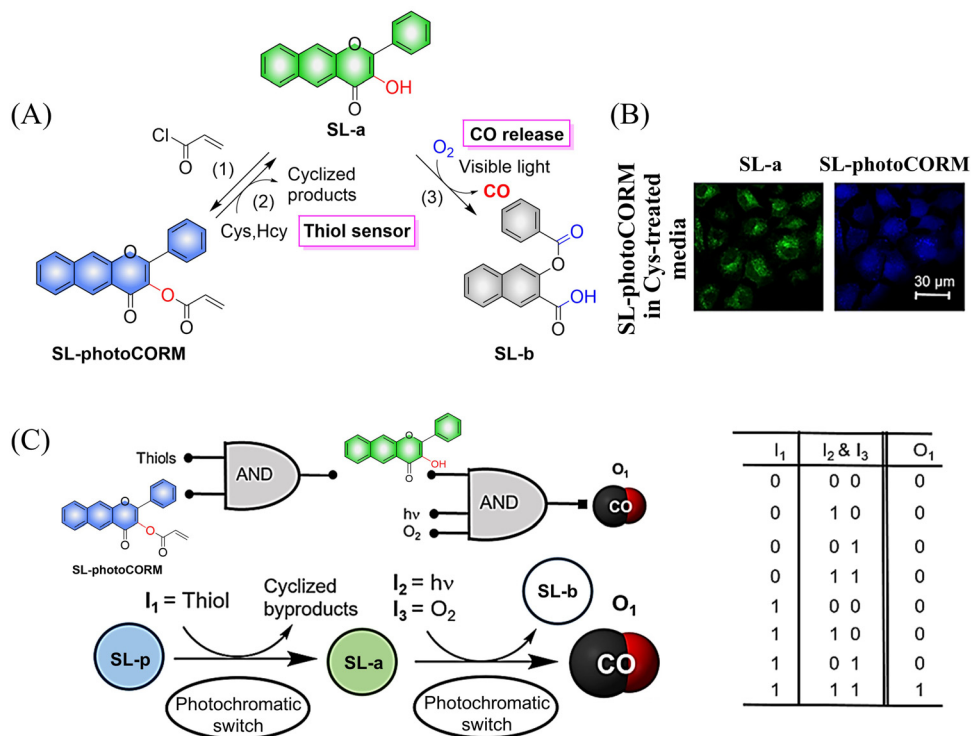 (A)
O
OH
O
SL-a
Cl
O
(1)
(2)
Cyclized
products
Cys,Hcy
Thiol sensor
CO release
O2
Visible light
CO
(3)
O
O
O
O
SL-photoCORM
O
O
OH
O
SL-b
(B)
SL-a
SL-photoCORM
SL-photoCORM
in Cys-treated
media
30 µm
(C)
Thiols
AND
O
O
O
O
SL-photoCORM
O
OH
O
hν
O2
AND
O1
CO
I1 = Thiol
Cyclized
byproducts
I2 = hν
I3 = O2
SL-b
O1
SL-p
SL-a
CO
Photochromatic
switch
Photochromatic
switch
I1 I2 & I3 O1
0 0 0 0
0 1 0 0
0 0 1 0
0 1 1 0
1 0 0 0
1 1 0 0
1 0 1 0
1 1 1 1